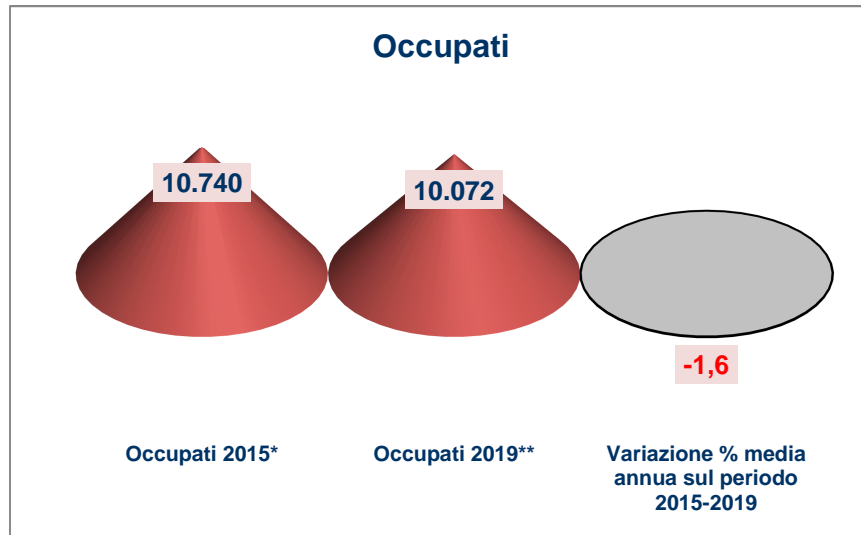 Occupati
10.740
10.072
-1,6
Occupati 2015*
Occupati 2019**
Variazione % media
annua sul periodo
2015-2019